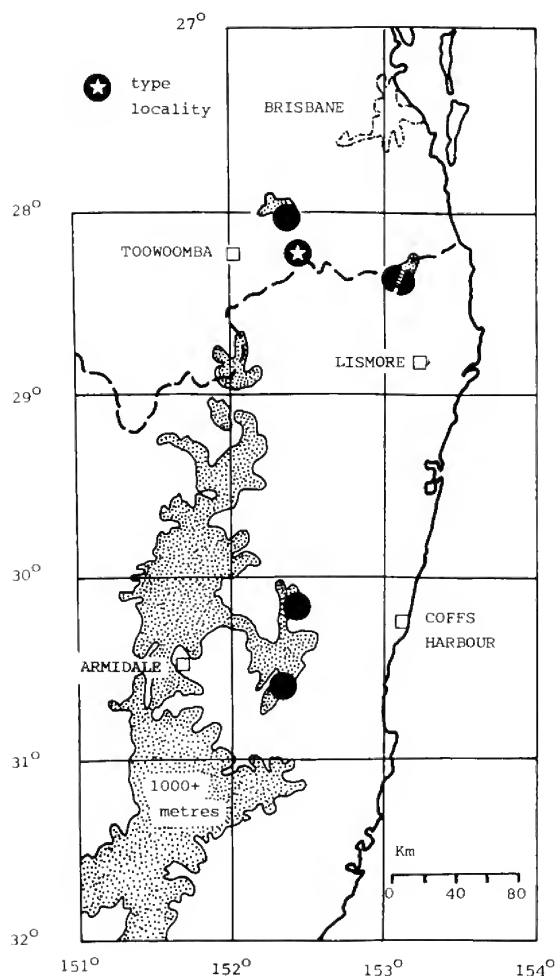 27°
type
locality
BRISBANE
28°
TOOWOOMBA
LISMORE
29°
30°
COFFS
HARBOUR
ARMIDALE
31°
1000+
metres
Km
0 40 80
32°
151° 152° 153° 154°